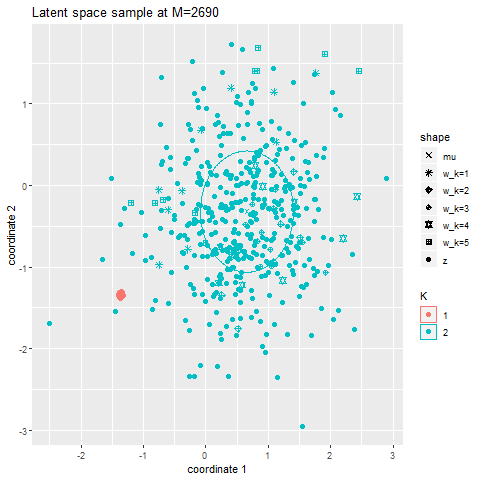 Latent space sample at M=2690
coordinate 2
1
0
-1
-2
-3
-2
-1
0
1
2
3
coordinate 1
shape
mu
w_k=1
w_k=2
w_k=3
w_k=4
w_k=5
z
K
1
2